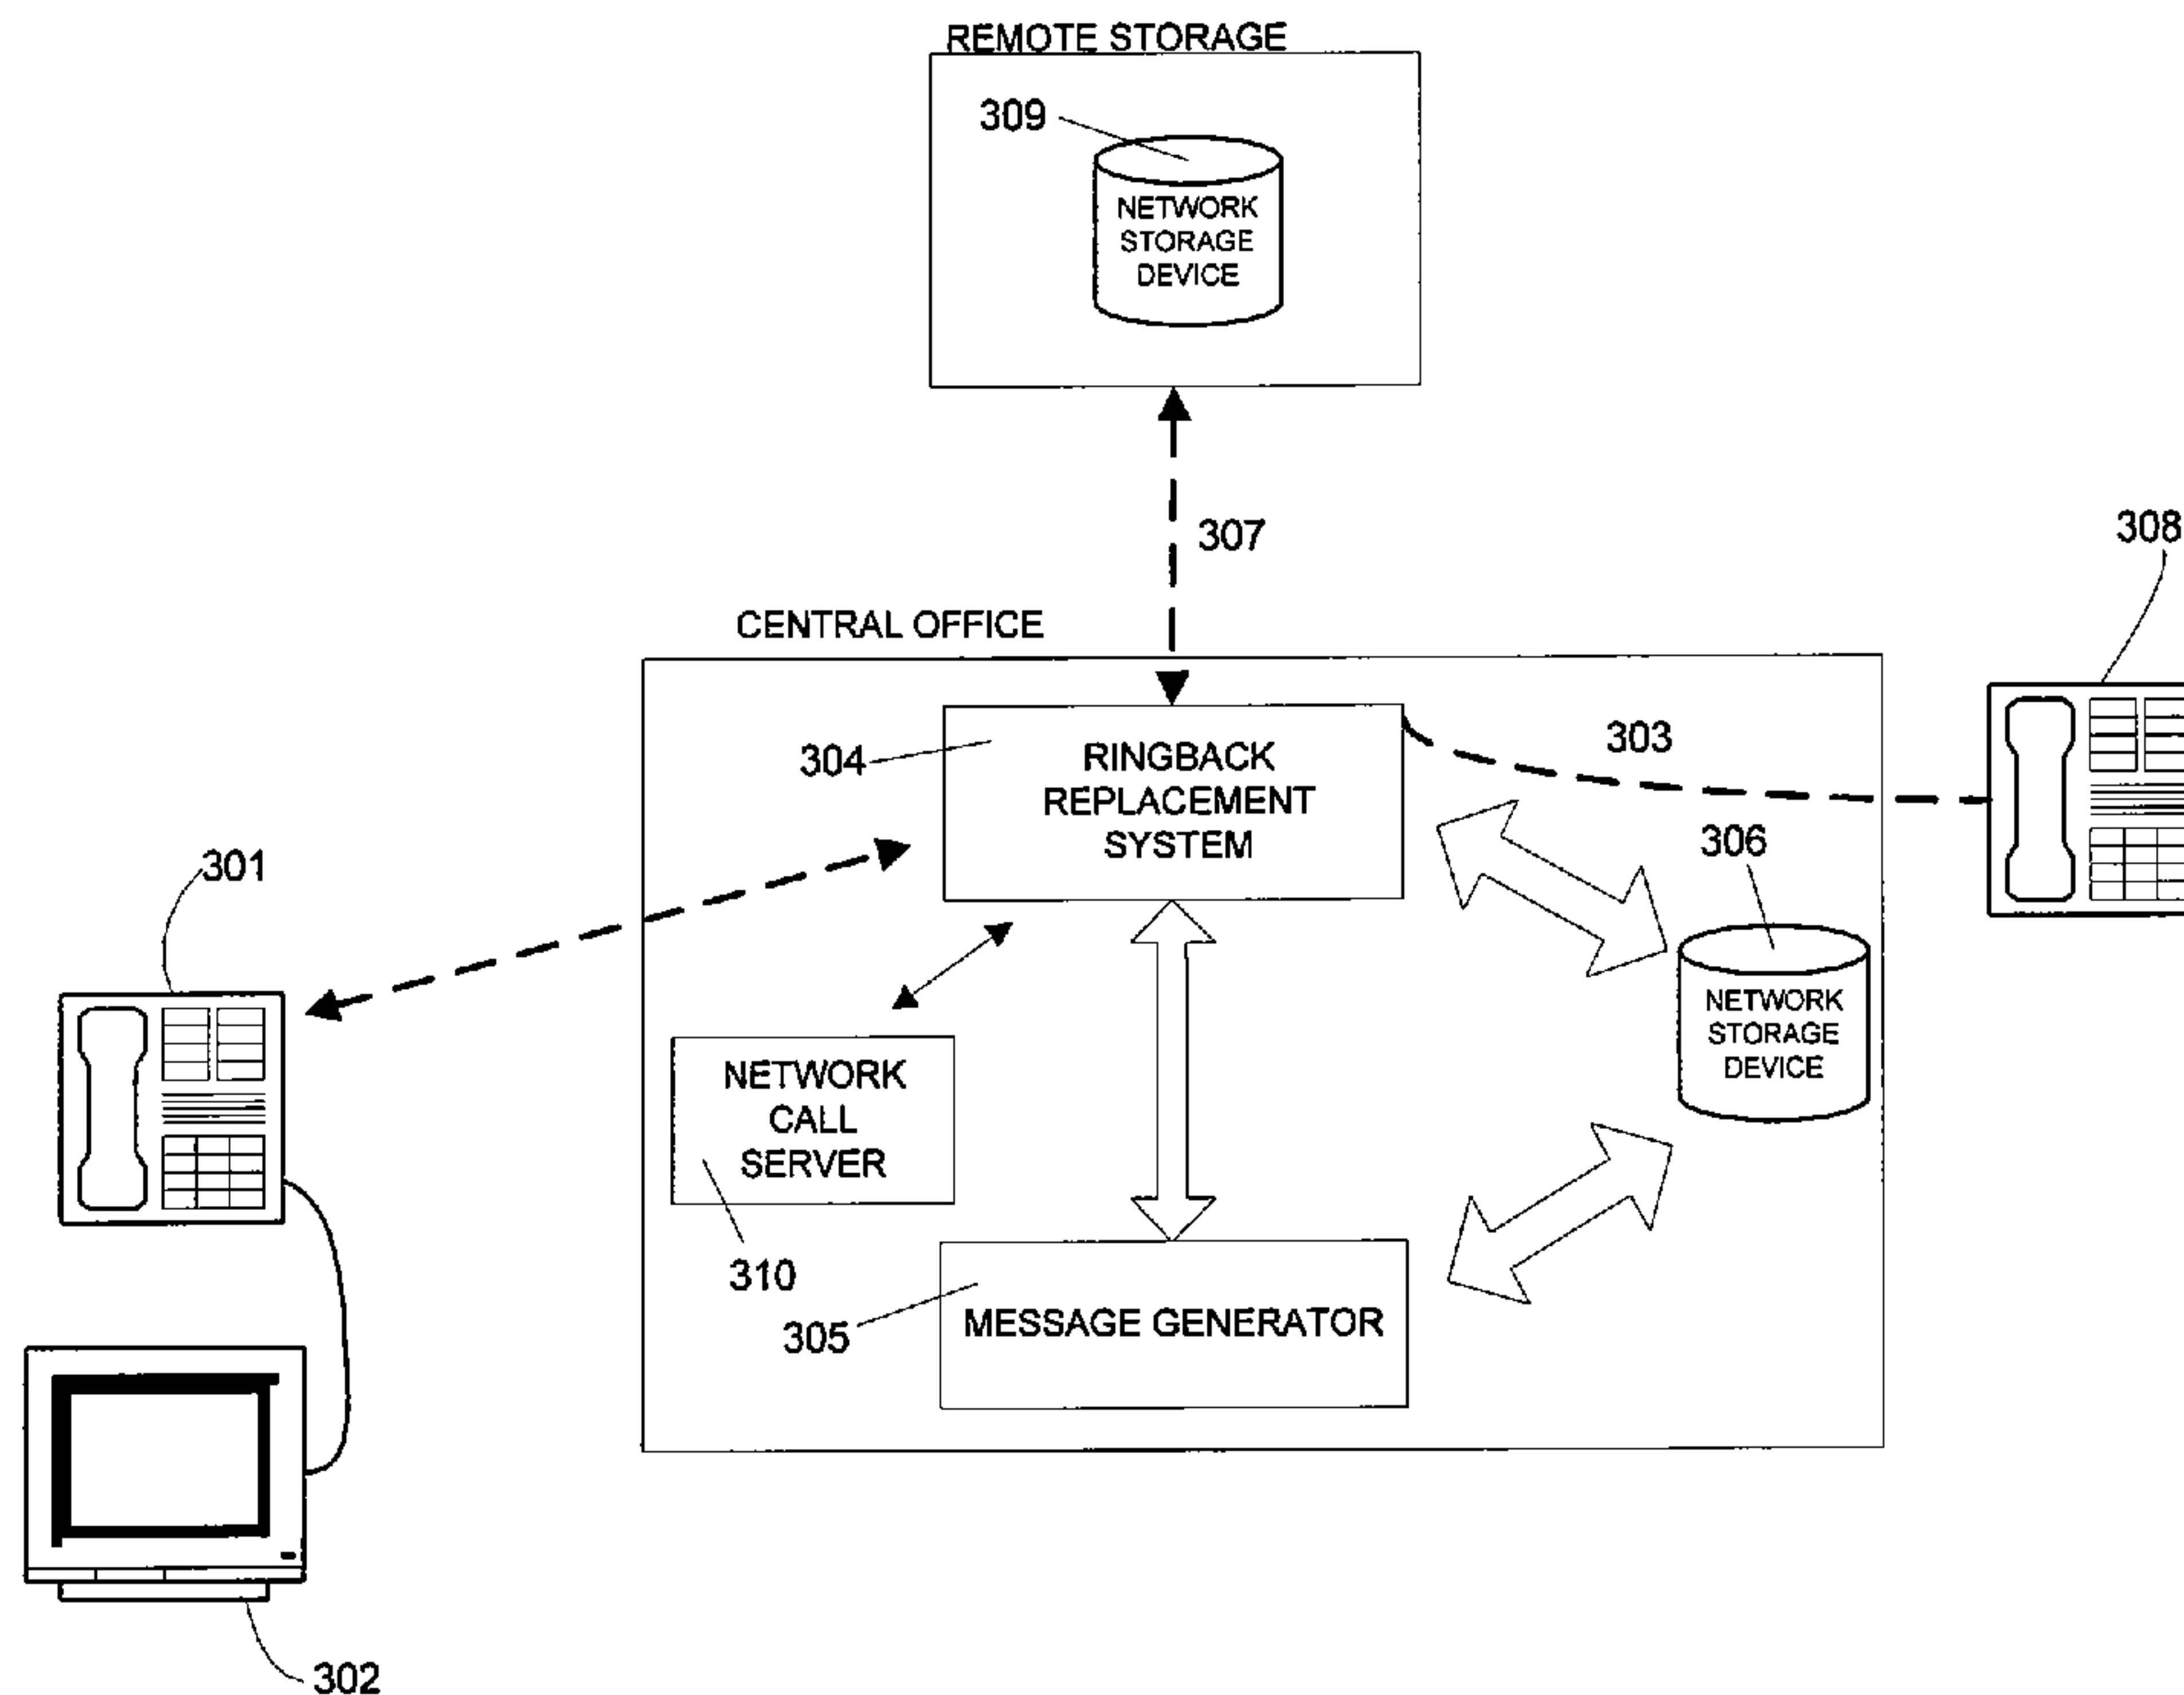 REMOTE STORAGE
309
NETWORK
STORAGE
DEVICE
307
308
CENTRAL OFFICE
304
RINGBACK
REPLACEMENT
SYSTEM
303
306
301
NETWORK
STORAGE
DEVICE
NETWORK
CALL
SERVER
310
305
MESSAGE GENERATOR
302